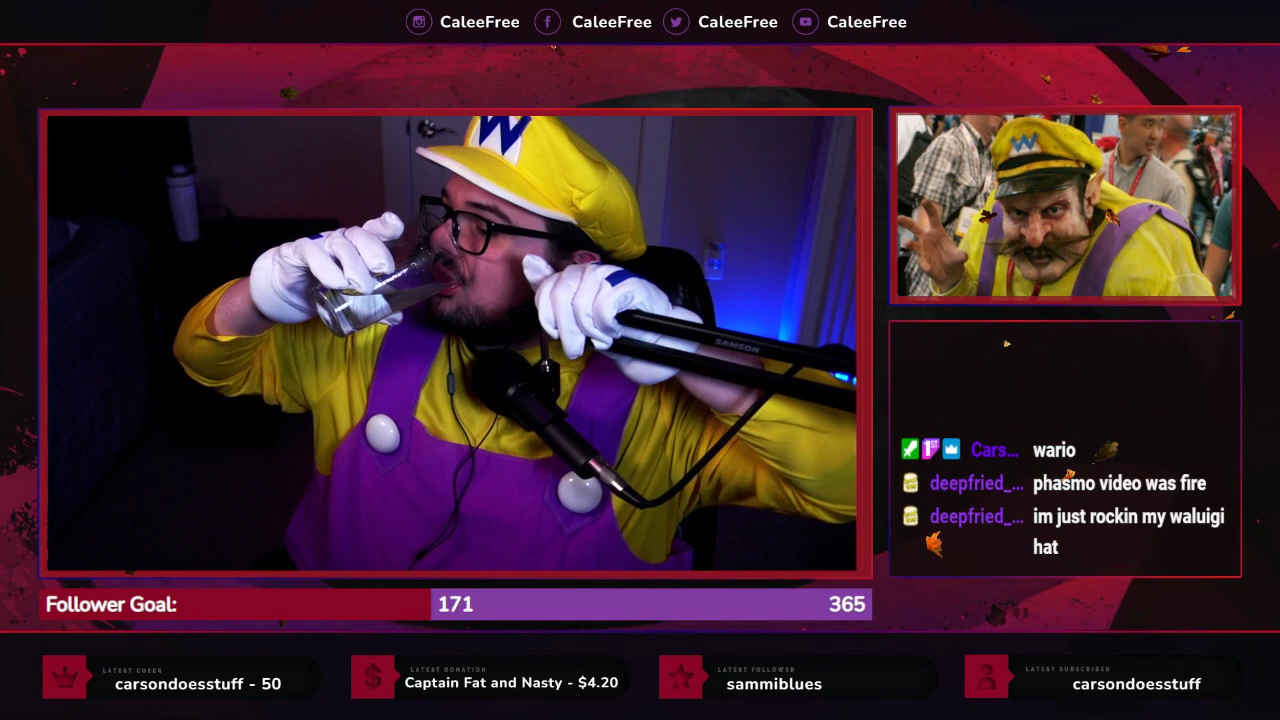 CaleeFree CaleeFree CaleeFree CaleeFree
W
W
SAMSON
1ST Cars... wario
deepfried_... phasmo video was fire
deepfried_... im just rockin my waluigi
hat
Follower Goal: 171 365
LATEST CHEER
carsondoesstuff - 50
LATEST DONATION
Captain Fat and Nasty - $4.20
LATEST FOLLOWER
sammiblues
LATEST SUBSCRIBER
carsondoesstuff